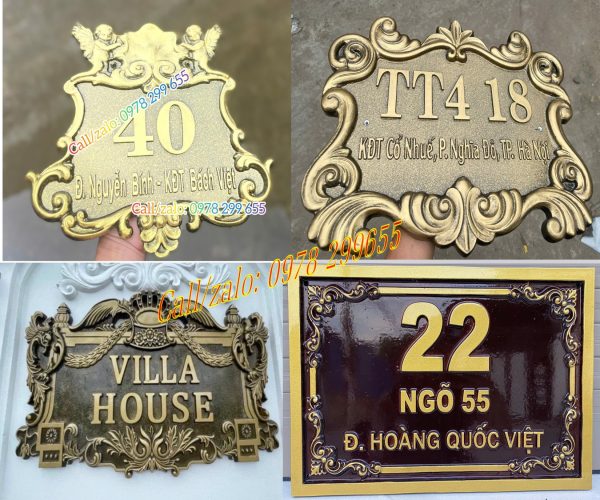 Call/zalo: 0978 299 655
40
Đ. Nguyễn Bính - KĐT Bách Việt
Call/zalo: 0978 299.655
TT4 18
KĐT Cổ Nhuế, P. Nghĩa Đô, TP. Hà Nội
Call/zalo: 0978 299655
VILLA
HOUSE
22
NGÕ 55
Đ. HOÀNG QUỐC VIỆT